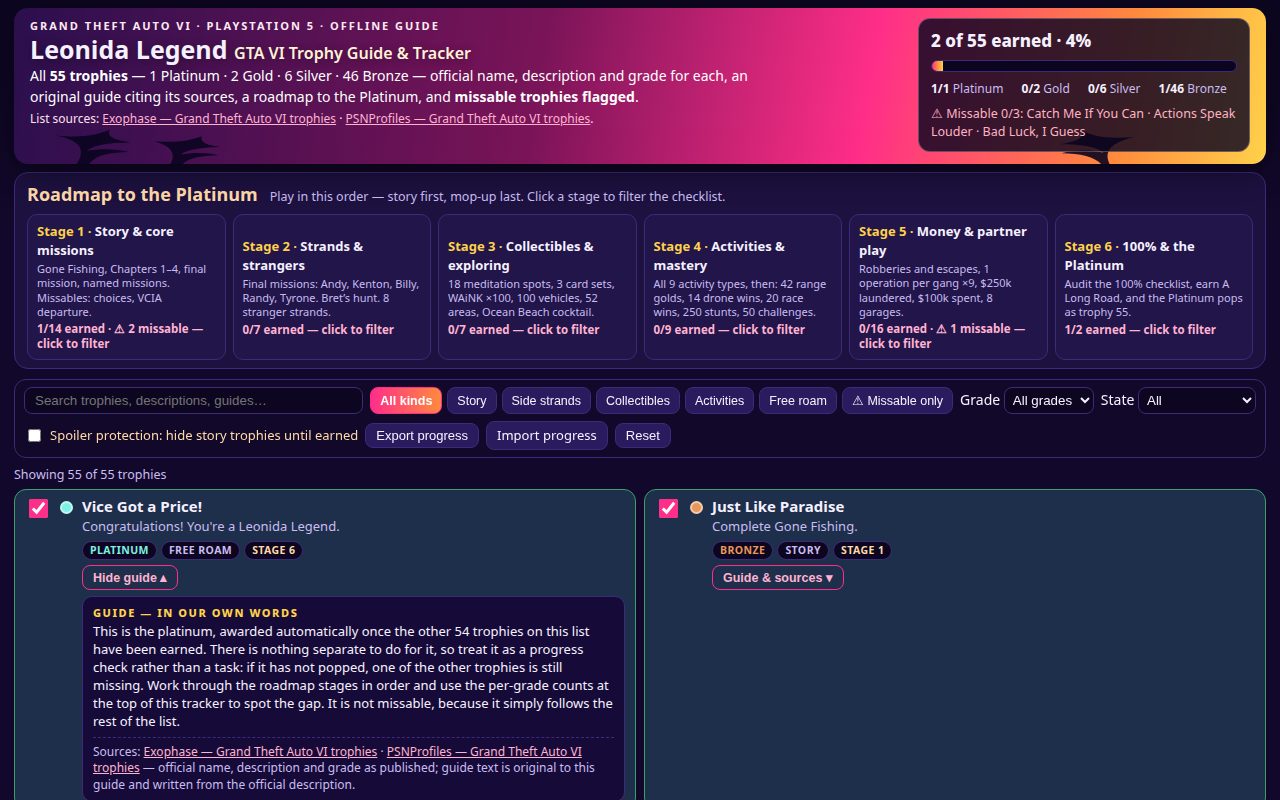 GRAND THEFT AUTO VI · PLAYSTATION 5 · OFFLINE GUIDE
Leonida Legend GTA VI Trophy Guide & Tracker
All 55 trophies — 1 Platinum · 2 Gold · 6 Silver · 46 Bronze — official name, description and grade for each, an
original guide citing its sources, a roadmap to the Platinum, and missable trophies flagged.
List sources: Exophase — Grand Theft Auto VI trophies · PSNProfiles — Grand Theft Auto VI trophies.
2 of 55 earned · 4%
1/1 Platinum 0/2 Gold 0/6 Silver 1/46 Bronze
⚠ Missable 0/3: Catch Me If You Can · Actions Speak
Louder · Bad Luck, I Guess
Roadmap to the Platinum Play in this order — story first, mop-up last. Click a stage to filter the checklist.
Stage 1 · Story & core
missions
Gone Fishing, Chapters 1–4, final
mission, named missions.
Missables: choices, VCIA
departure.
1/14 earned · ⚠ 2 missable —
click to filter
Stage 2 · Strands &
strangers
Final missions: Andy, Kenton, Billy,
Randy, Tyrone. Bret's hunt. 8
stranger strands.
0/7 earned — click to filter
Stage 3 · Collectibles &
exploring
18 meditation spots, 3 card sets,
WAiNK ×100, 100 vehicles, 52
areas, Ocean Beach cocktail.
0/7 earned — click to filter
Stage 4 · Activities &
mastery
All 9 activity types, then: 42 range
golds, 14 drone wins, 20 race
wins, 250 stunts, 50 challenges.
0/9 earned — click to filter
Stage 5 · Money & partner
play
Robberies and escapes, 1
operation per gang ×9, $250k
laundered, $100k spent, 8
garages.
0/16 earned · ⚠ 1 missable —
click to filter
Stage 6 · 100% & the
Platinum
Audit the 100% checklist, earn A
Long Road, and the Platinum pops
as trophy 55.
1/2 earned — click to filter
Search trophies, descriptions, guides… All kinds Story Side strands Collectibles Activities Free roam ⚠ Missable only Grade All grades State All
Spoiler protection: hide story trophies until earned Export progress Import progress Reset
Showing 55 of 55 trophies
Vice Got a Price!
Congratulations! You're a Leonida Legend.
PLATINUM FREE ROAM STAGE 6
Hide guide ▴
GUIDE — IN OUR OWN WORDS
This is the platinum, awarded automatically once the other 54 trophies on this list
have been earned. There is nothing separate to do for it, so treat it as a progress
check rather than a task: if it has not popped, one of the other trophies is still
missing. Work through the roadmap stages in order and use the per-grade counts at
the top of this tracker to spot the gap. It is not missable, because it simply follows the
rest of the list.
Sources: Exophase — Grand Theft Auto VI trophies · PSNProfiles — Grand Theft Auto VI
trophies — official name, description and grade as published; guide text is original to this
guide and written from the official description.
Just Like Paradise
Complete Gone Fishing.
BRONZE STORY STAGE 1
Guide & sources ▾